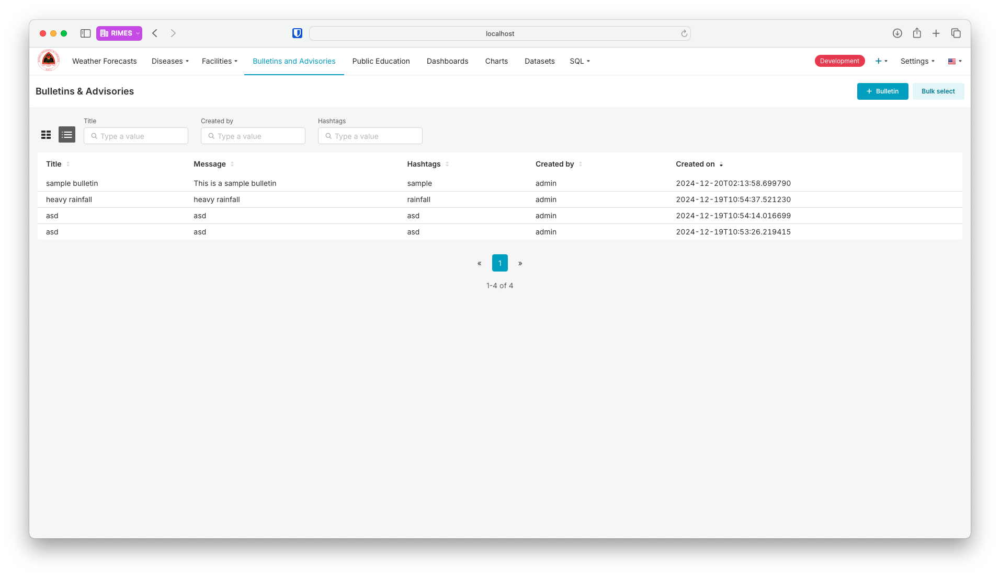 RIMES
localhost
Weather Forecasts Diseases Facilities Bulletins and Advisories Public Education Dashboards Charts Datasets SQL Development + Settings
Bulletins & Advisories + Bulletin Bulk select
Title Created by Hashtags
Type a value Type a value Type a value
Title Message Hashtags Created by Created on
sample bulletin This is a sample bulletin sample admin 2024-12-20T02:13:58.699790
heavy rainfall heavy rainfall rainfall admin 2024-12-19T10:54:37.521230
asd asd asd admin 2024-12-19T10:54:14.016699
asd asd asd admin 2024-12-19T10:53:26.219415
« 1 »
1-4 of 4